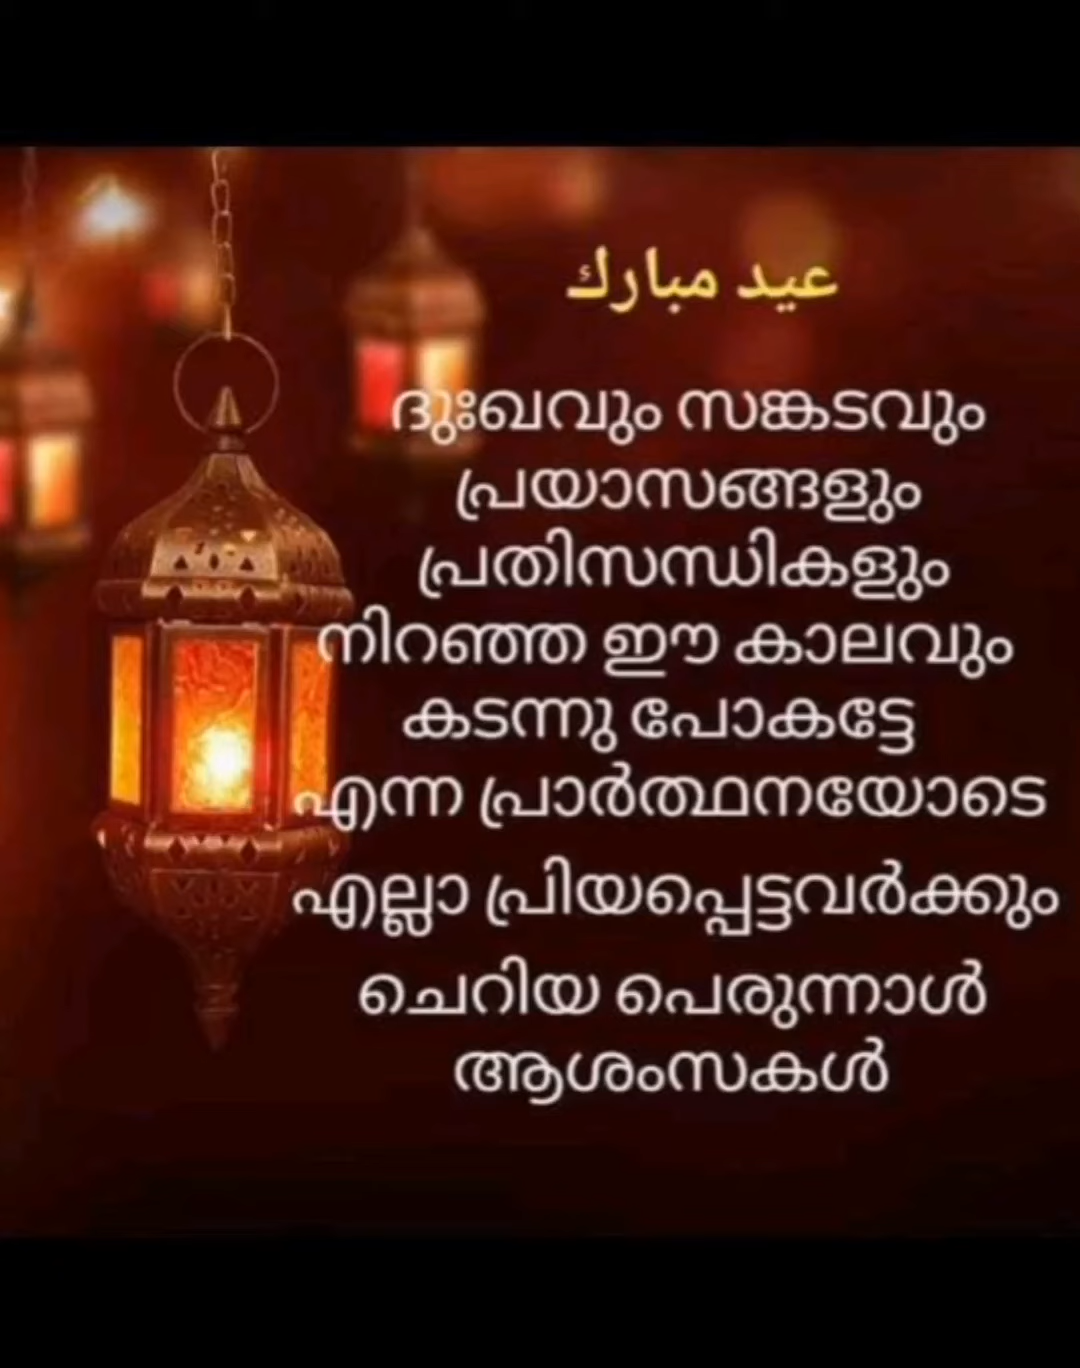 عيد مبارك
ദുഃഖവും സങ്കടവും
പ്രയാസങ്ങളും
പ്രതിസന്ധികളും
നിറഞ്ഞ ഈ കാലവും
കടന്നു പോകട്ടേ
എന്ന പ്രാർത്ഥനയോടെ
എല്ലാ പ്രിയപ്പെട്ടവർക്കും
ചെറിയ പെരുന്നാൾ
ആശംസകൾ